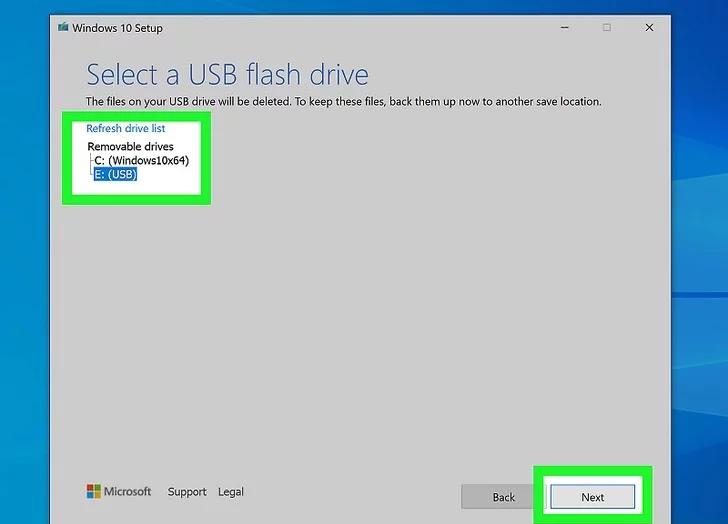 Windows 10 Setup
Select a USB flash drive
The files on your USB drive will be deleted. To keep these files, back them up now to another save location.
Refresh drive list
Removable drives
C: (Windows10x64)
E: (USB)
Microsoft Support Legal
Back Next